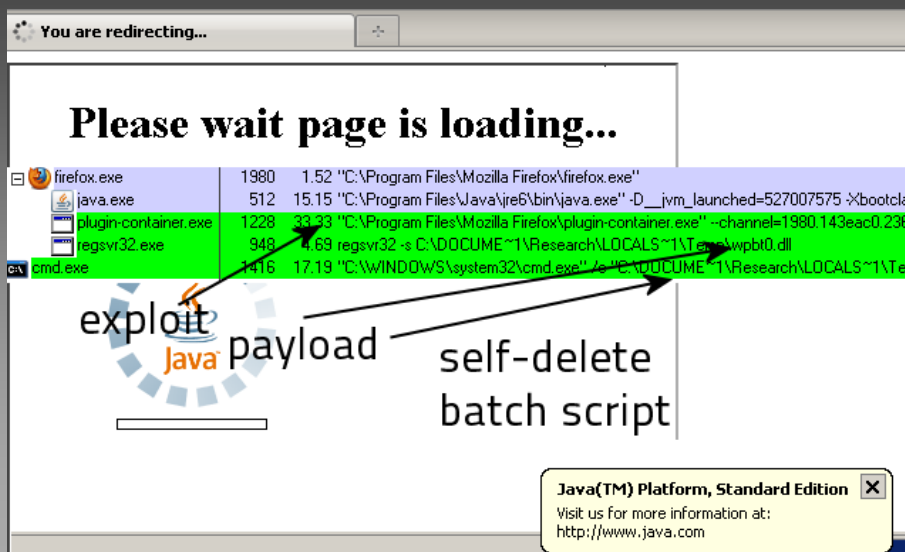 You are redirecting...
Please wait page is loading...
firefox.exe 1980 1.52 "C:\Program Files\Mozilla Firefox\firefox.exe"
java.exe 512 15.15 "C:\Program Files\Java\jre6\bin\java.exe" -D__jvm_launched=527007575 -Xbootcla
plugin-container.exe 1228 33.33 "C:\Program Files\Mozilla Firefox\plugin-container.exe" --channel=1980.143eac0.236
regsvr32.exe 948 4.69 regsvr32 -s C:\DOCUME~1\Research\LOCALS~1\Temp\wpbt0.dll
cmd.exe 1416 17.19 "C:\WINDOWS\system32\cmd.exe" /c "C:\DOCUME~1\Research\LOCALS~1\Te
exploit
Java
payload
self-delete
batch script
Java(TM) Platform, Standard Edition
Visit us for more information at:
http://www.java.com